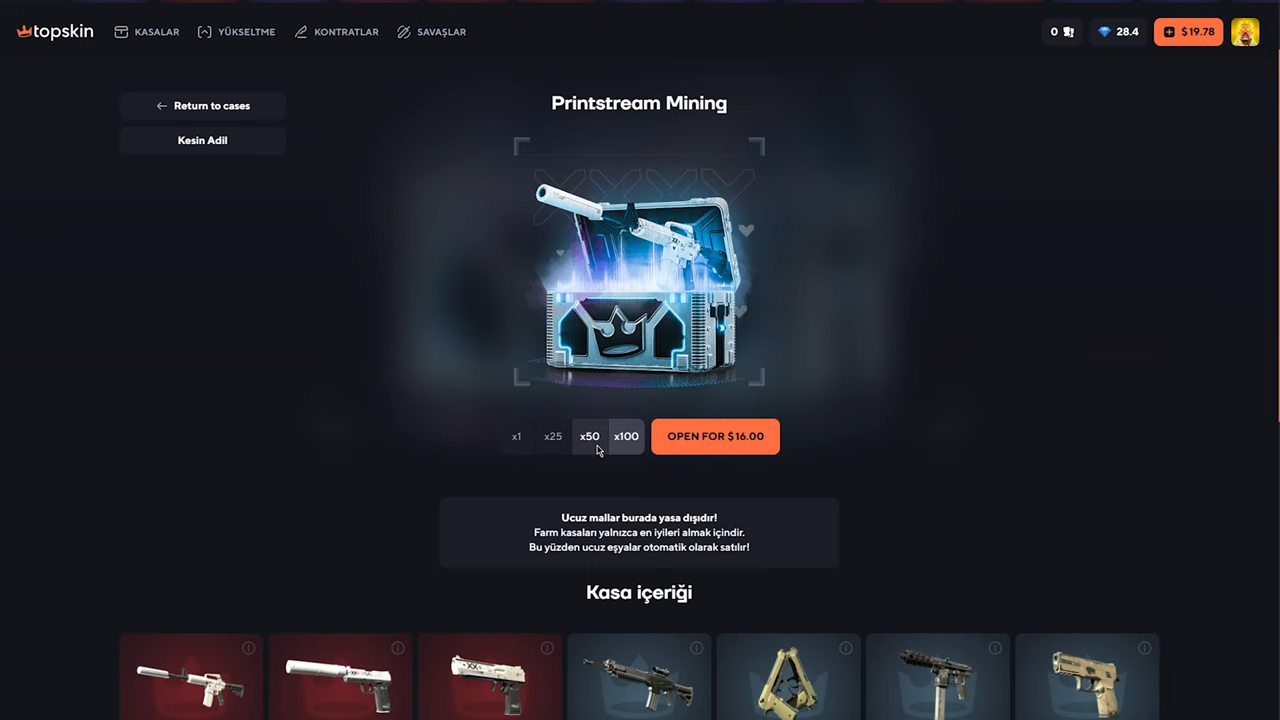 topskin
KASALAR
YÜKSELTME
KONTRATLAR
SAVAŞLAR
0
28.4
$19.78
Return to cases
Kesin Adil
Printstream Mining
x1
x25
x50
x100
OPEN FOR $16.00
Ucuz mallar burada yasa dışıdır!
Farm kasaları yalnızca en iyileri almak içindir.
Bu yüzden ucuz eşyalar otomatik olarak satılır!
Kasa içeriği